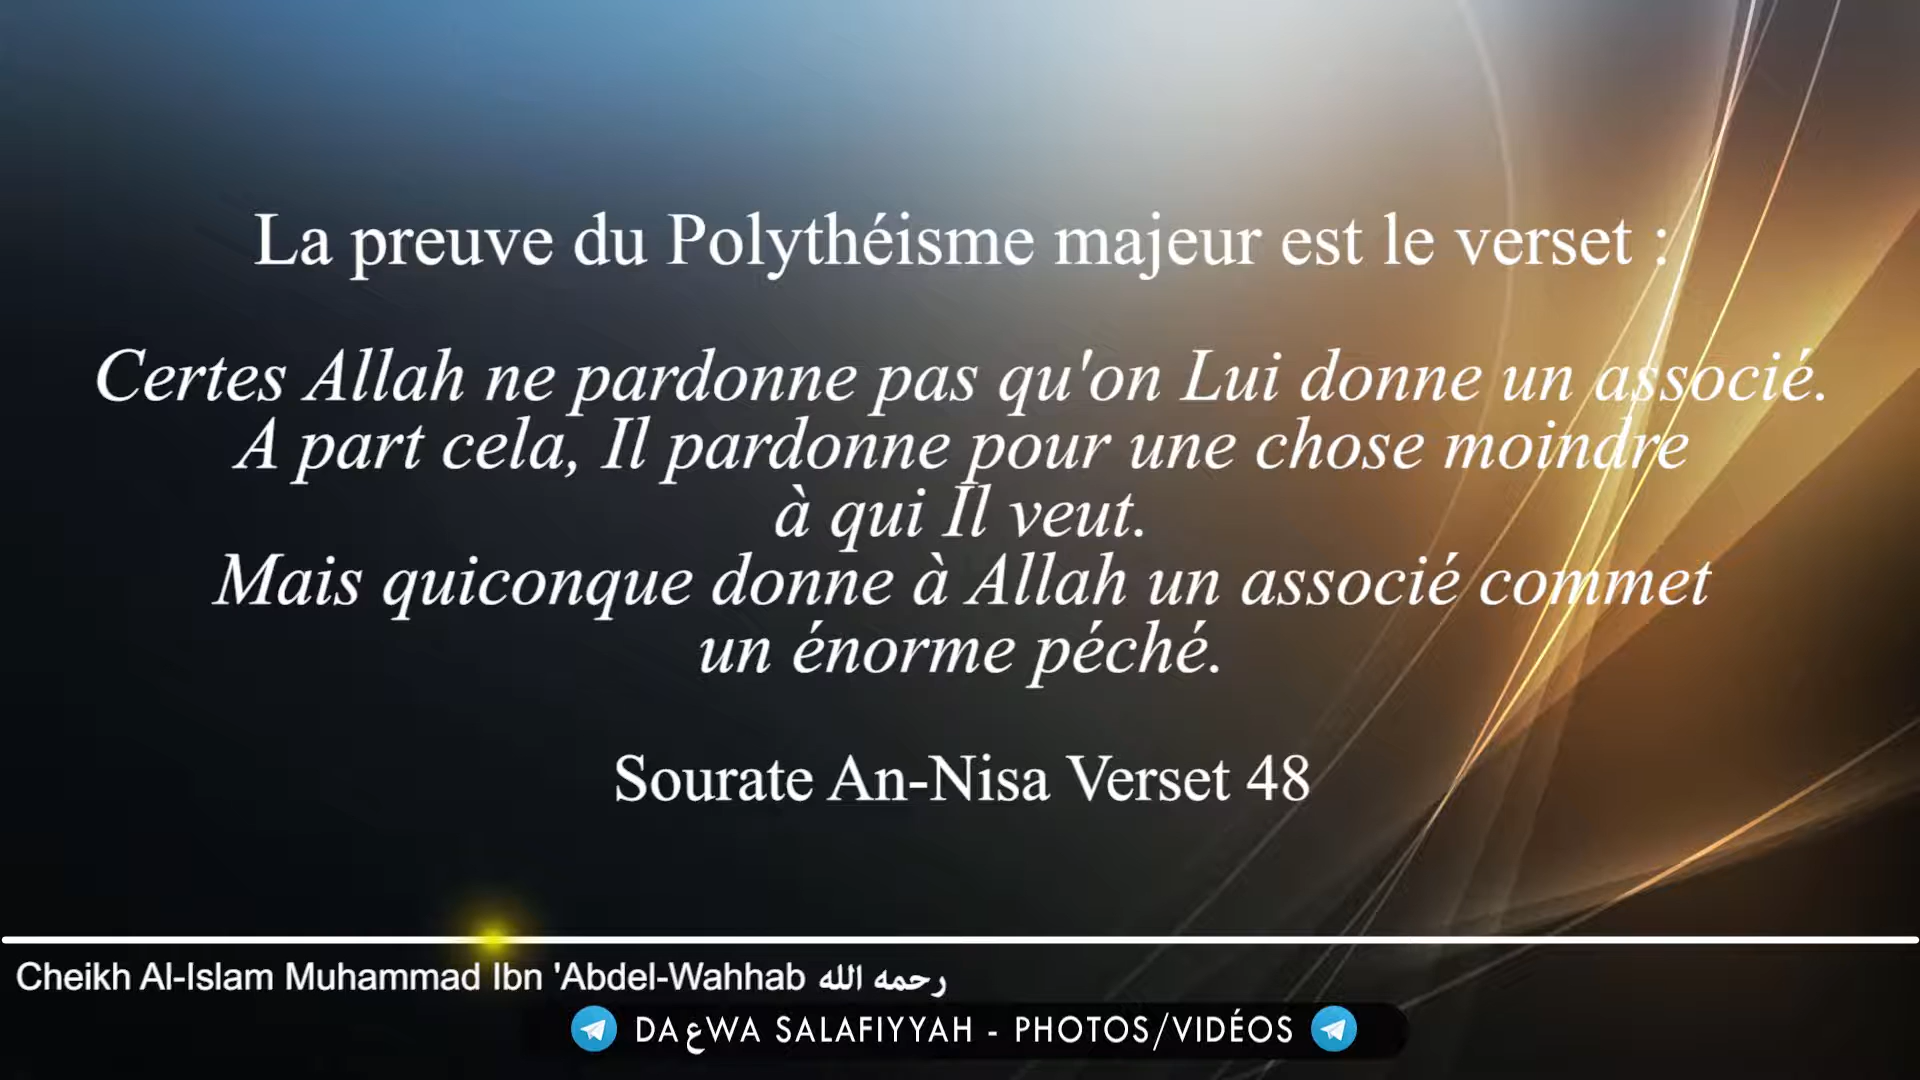 La preuve du Polythéisme majeur est le verset :
Certes Allah ne pardonne pas qu'on Lui donne un associé.
A part cela, Il pardonne pour une chose moindre
à qui Il veut.
Mais quiconque donne à Allah un associé commet
un énorme péché.
Sourate An-Nisa Verset 48
Cheikh Al-Islam Muhammad Ibn 'Abdel-Wahhab رحمه الله
DAعWA SALAFIYYAH - PHOTOS/VIDÉOS